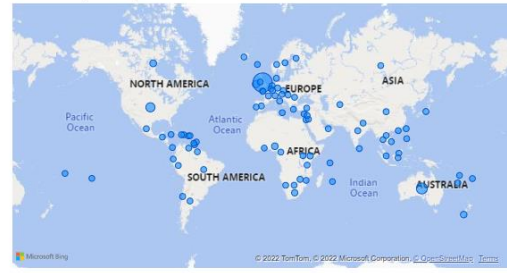 NORTH AMERICA
EUROPE
ASIA
Pacific
Ocean
Atlantic
Ocean
AFRICA
SOUTH AMERICA
Indian
Ocean
AUSTRALIA
Microsoft Bing
© 2022 TomTom, © 2022 Microsoft Corporation, © OpenStreetMap Terms